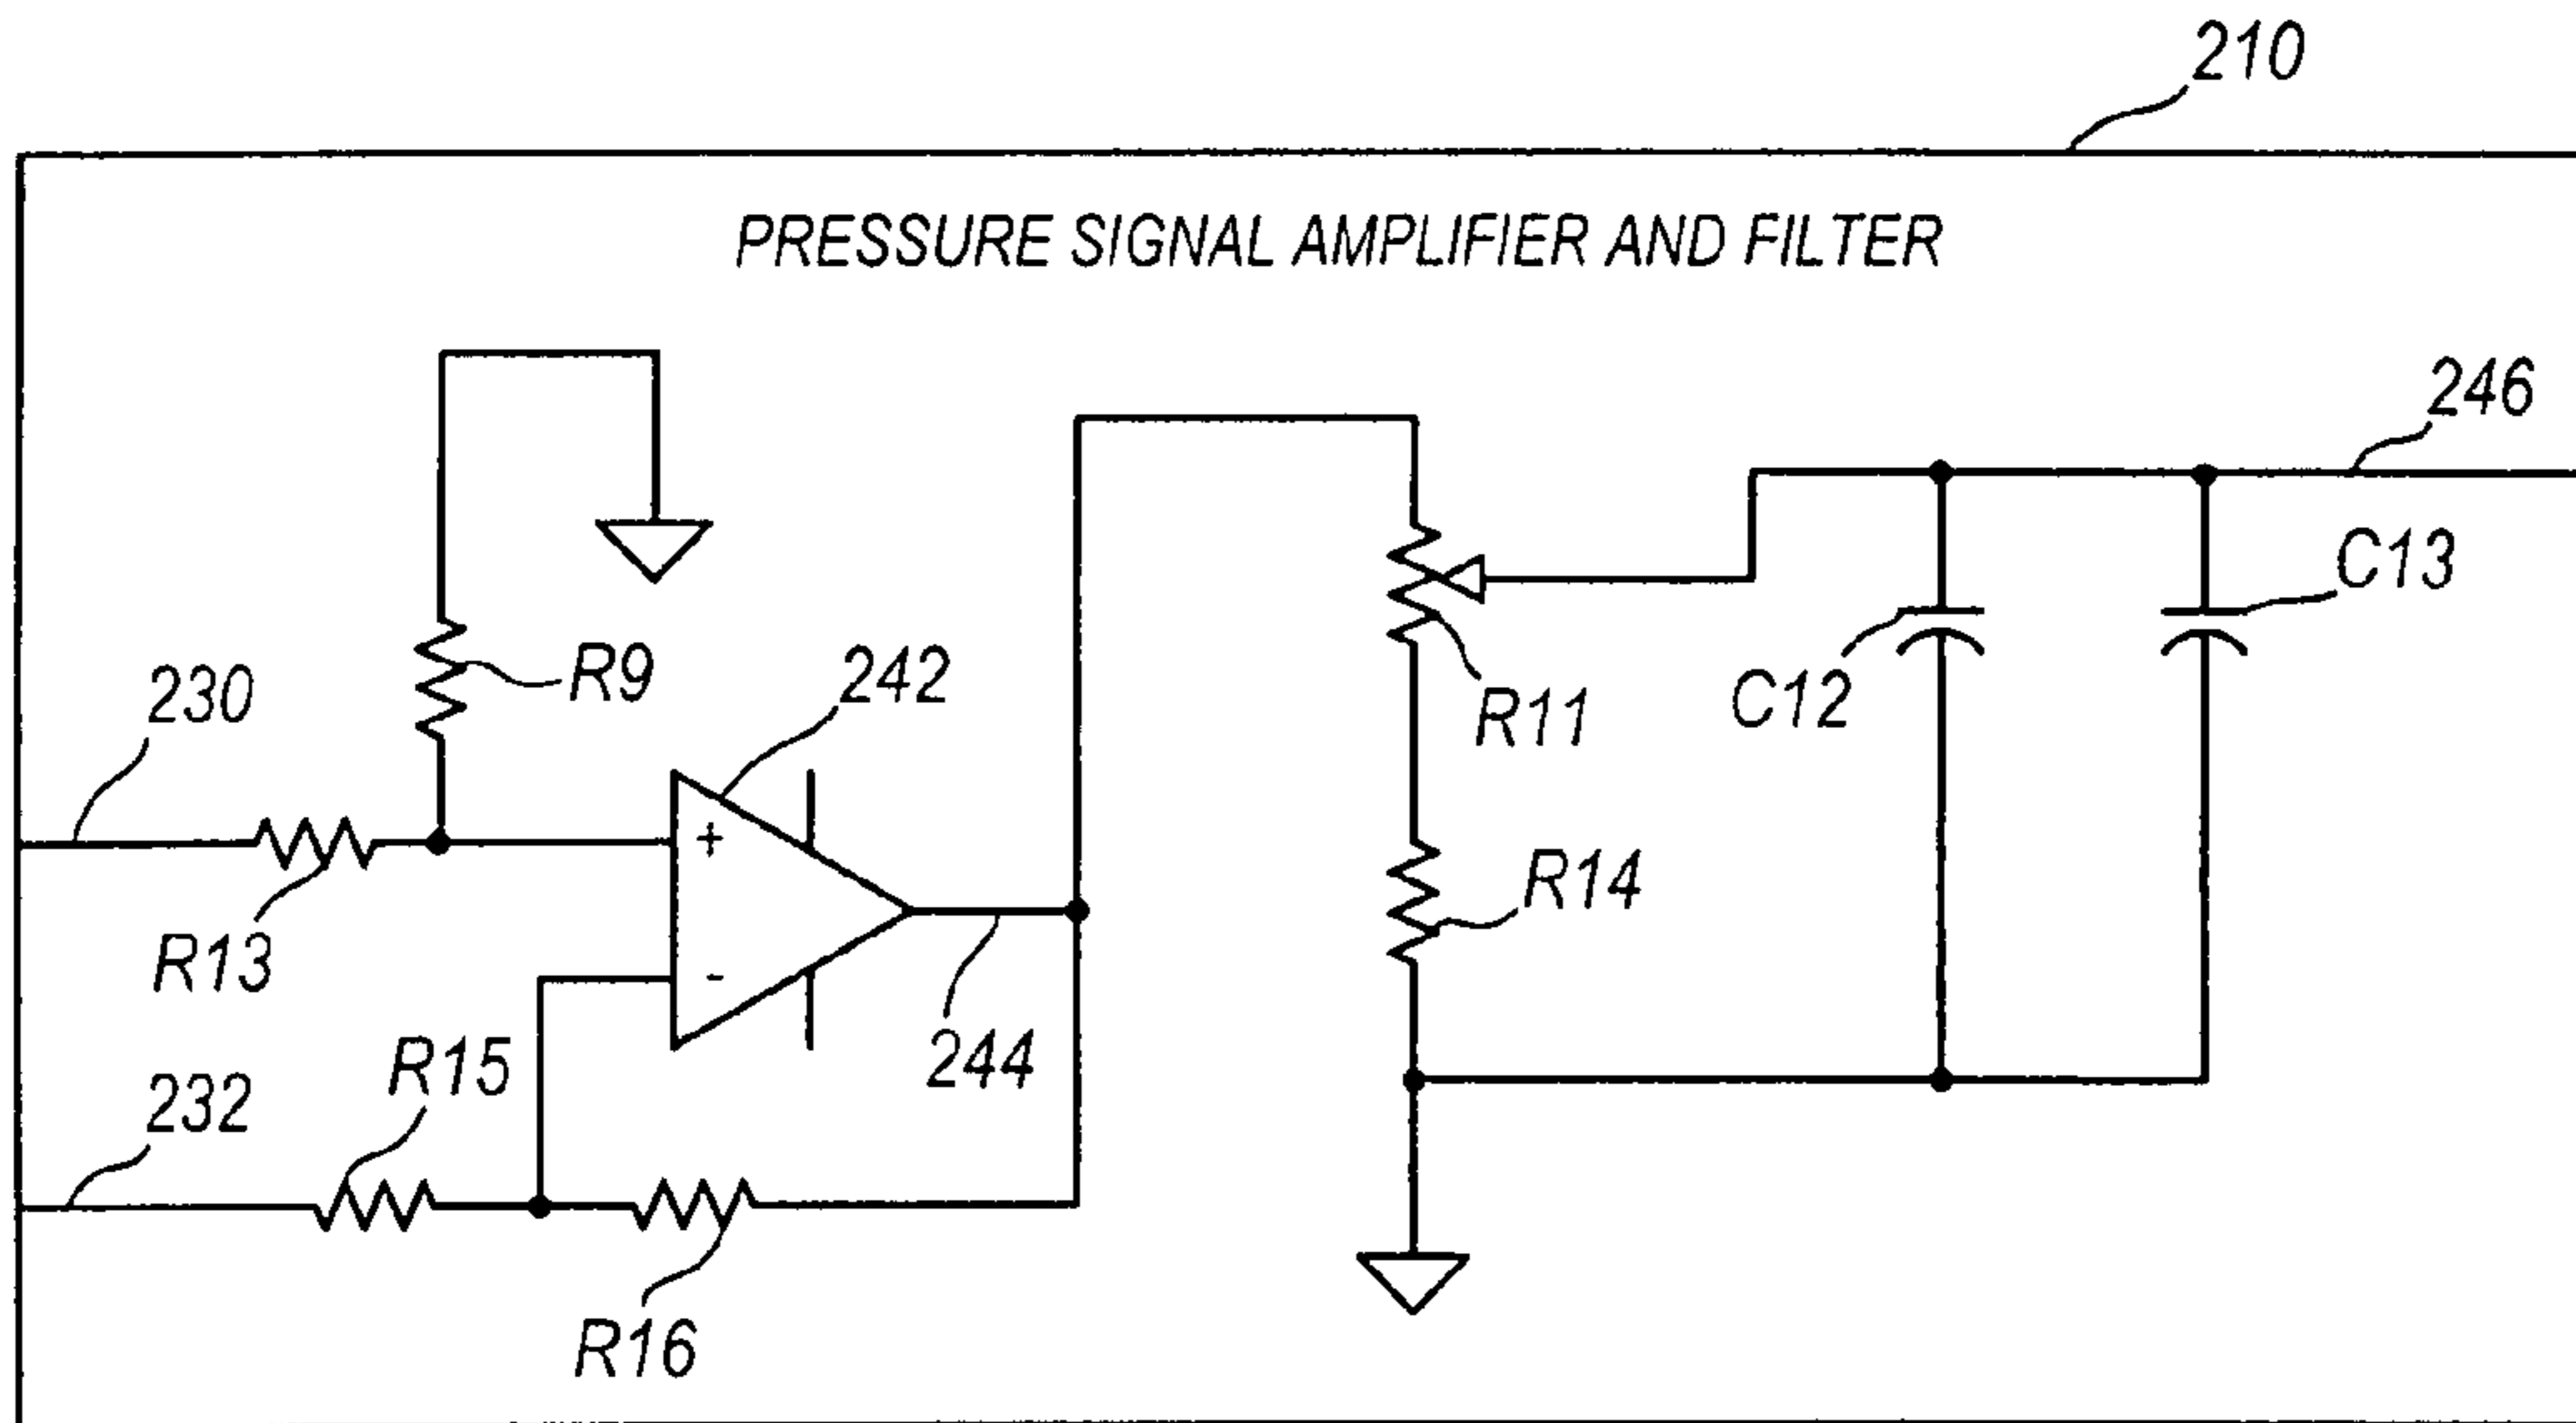 210
PRESSURE SIGNAL AMPLIFIER AND FILTER
246
C13
R9
242
230
R11
C12
+
R14
R13
-
244
R15
232
R16